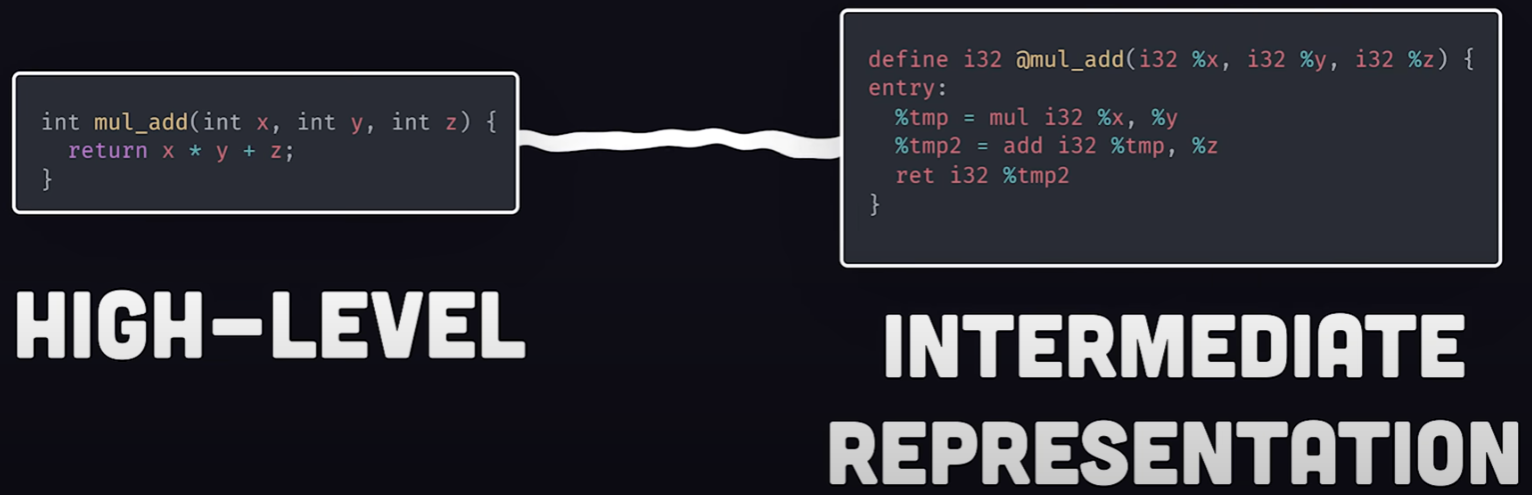 int mul_add(int x, int y, int z) {
  return x * y + z;
}
HIGH-LEVEL
define i32 @mul_add(i32 %x, i32 %y, i32 %z) {
entry:
  %tmp = mul i32 %x, %y
  %tmp2 = add i32 %tmp, %z
  ret i32 %tmp2
}
INTERMEDIATE
REPRESENTATION